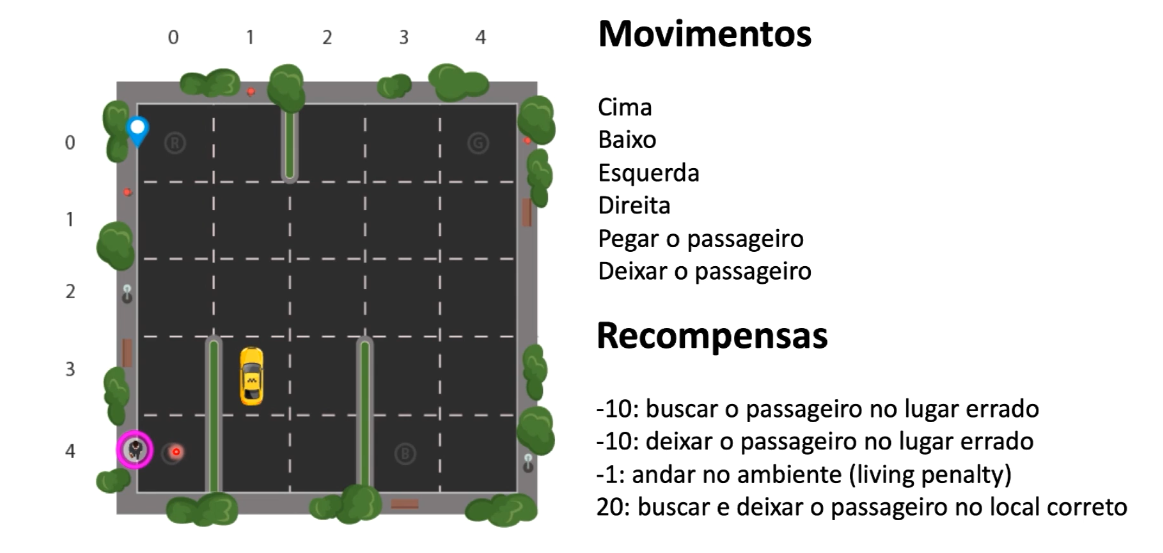 0 1 2 3 4
0
1
2
3
4
R
G
B
Movimentos
Cima
Baixo
Esquerda
Direita
Pegar o passageiro
Deixar o passageiro
Recompensas
-10: buscar o passageiro no lugar errado
-10: deixar o passageiro no lugar errado
-1: andar no ambiente (living penalty)
20: buscar e deixar o passageiro no local correto